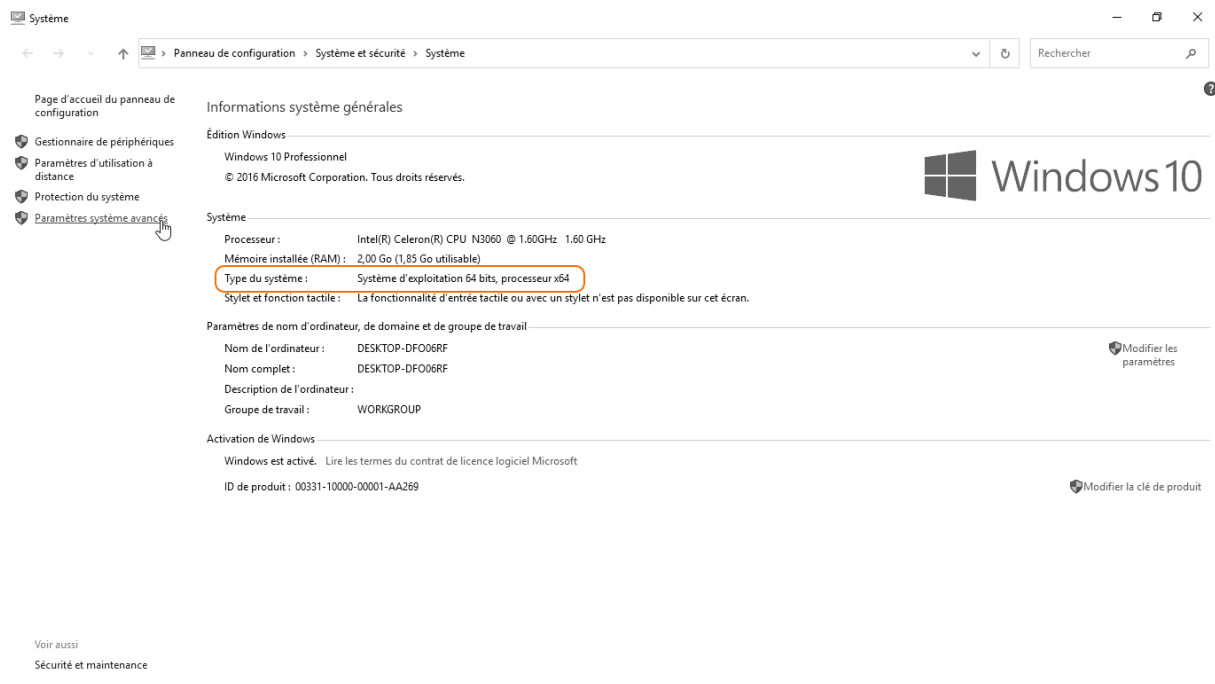 Système
Panneau de configuration › Système et sécurité › Système
Rechercher
Page d'accueil du panneau de
configuration
Gestionnaire de périphériques
Paramètres d'utilisation à
distance
Protection du système
Paramètres système avancés
Informations système générales
Édition Windows
Windows 10 Professionnel
© 2016 Microsoft Corporation. Tous droits réservés.
Windows 10
Système
Processeur : Intel(R) Celeron(R) CPU N3060 @ 1.60GHz 1.60 GHz
Mémoire installée (RAM) : 2,00 Go (1,85 Go utilisable)
Type du système : Système d'exploitation 64 bits, processeur x64
Stylet et fonction tactile : La fonctionnalité d'entrée tactile ou avec un stylet n'est pas disponible sur cet écran.
Paramètres de nom d'ordinateur, de domaine et de groupe de travail
Nom de l'ordinateur : DESKTOP-DFO06RF
Modifier les
paramètres
Nom complet : DESKTOP-DFO06RF
Description de l'ordinateur :
Groupe de travail : WORKGROUP
Activation de Windows
Windows est activé. Lire les termes du contrat de licence logiciel Microsoft
ID de produit : 00331-10000-00001-AA269
Modifier la clé de produit
Voir aussi
Sécurité et maintenance